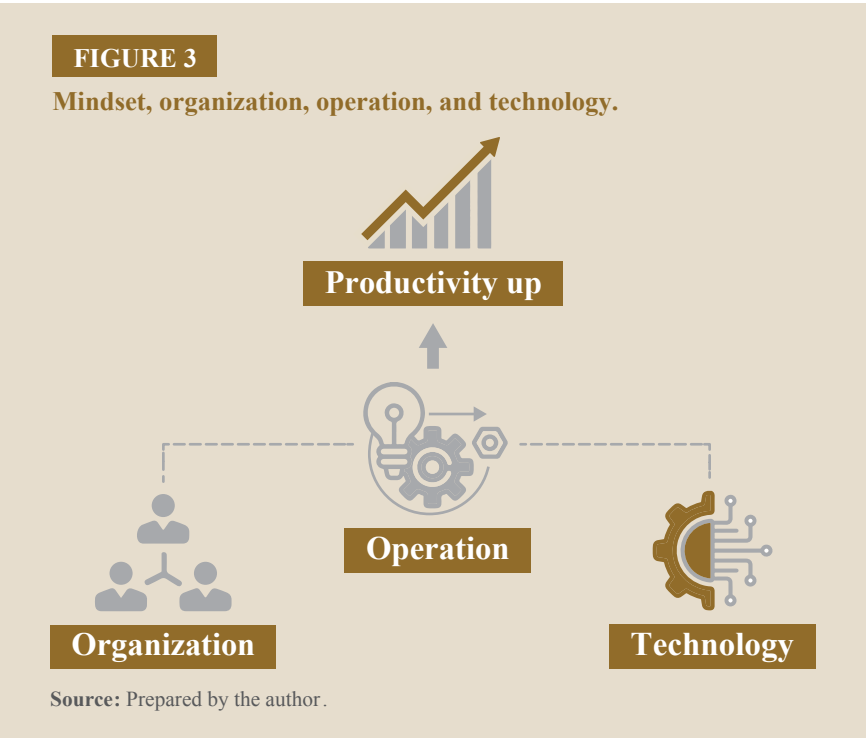 FIGURE 3
Mindset, organization, operation, and technology.
Productivity up
Operation
Organization
Technology
Source: Prepared by the author.